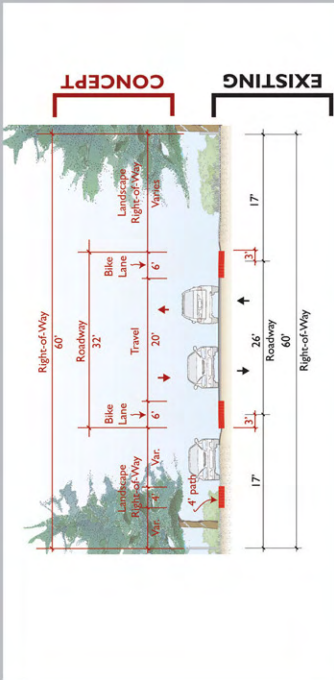 CONCEPT
Right-of-Way
60'
Roadway
32'
Landscape
Right-of-Way
Var.
4'
Var.
Bike
Lane
6'
Travel
20'
Bike
Lane
6'
Landscape
Right-of-Way
Varies
4' path
EXISTING
17'
3'
26'
3'
17'
Roadway
60'
Right-of-Way